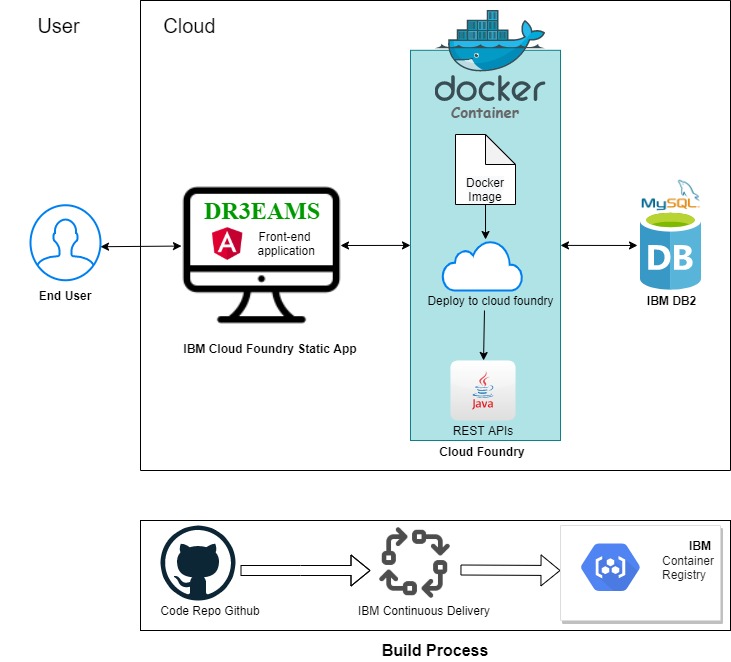 User
Cloud
docker
Container
Docker
Image
DR3EAMS
A
Front-end
application
MySQL
DB
End User
Deploy to cloud foundry
IBM DB2
IBM Cloud Foundry Static App
Java
REST APIs
Cloud Foundry
IBM
Container
Registry
Code Repo Github
IBM Continuous Delivery
Build Process